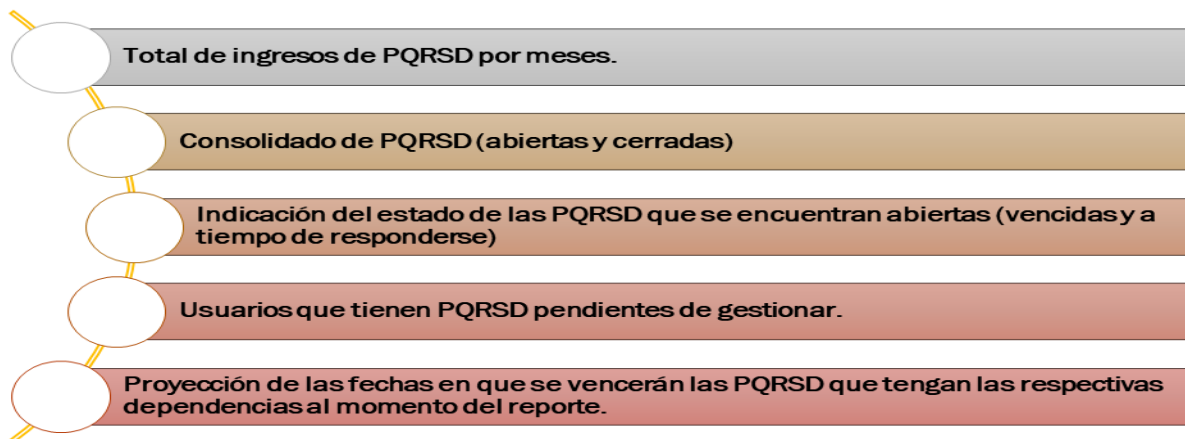 Total de ingresos de PQRSD por meses.
Consolidado de PQRSD (abiertas y cerradas)
Indicación del estado de las PQRSD que se encuentran abiertas (vencidas y a
tiempo de responderse)
Usuarios que tienen PQRSD pendientes de gestionar.
Proyección de las fechas en que se vencerán las PQRSD que tengan las respectivas
dependencias al momento del reporte.